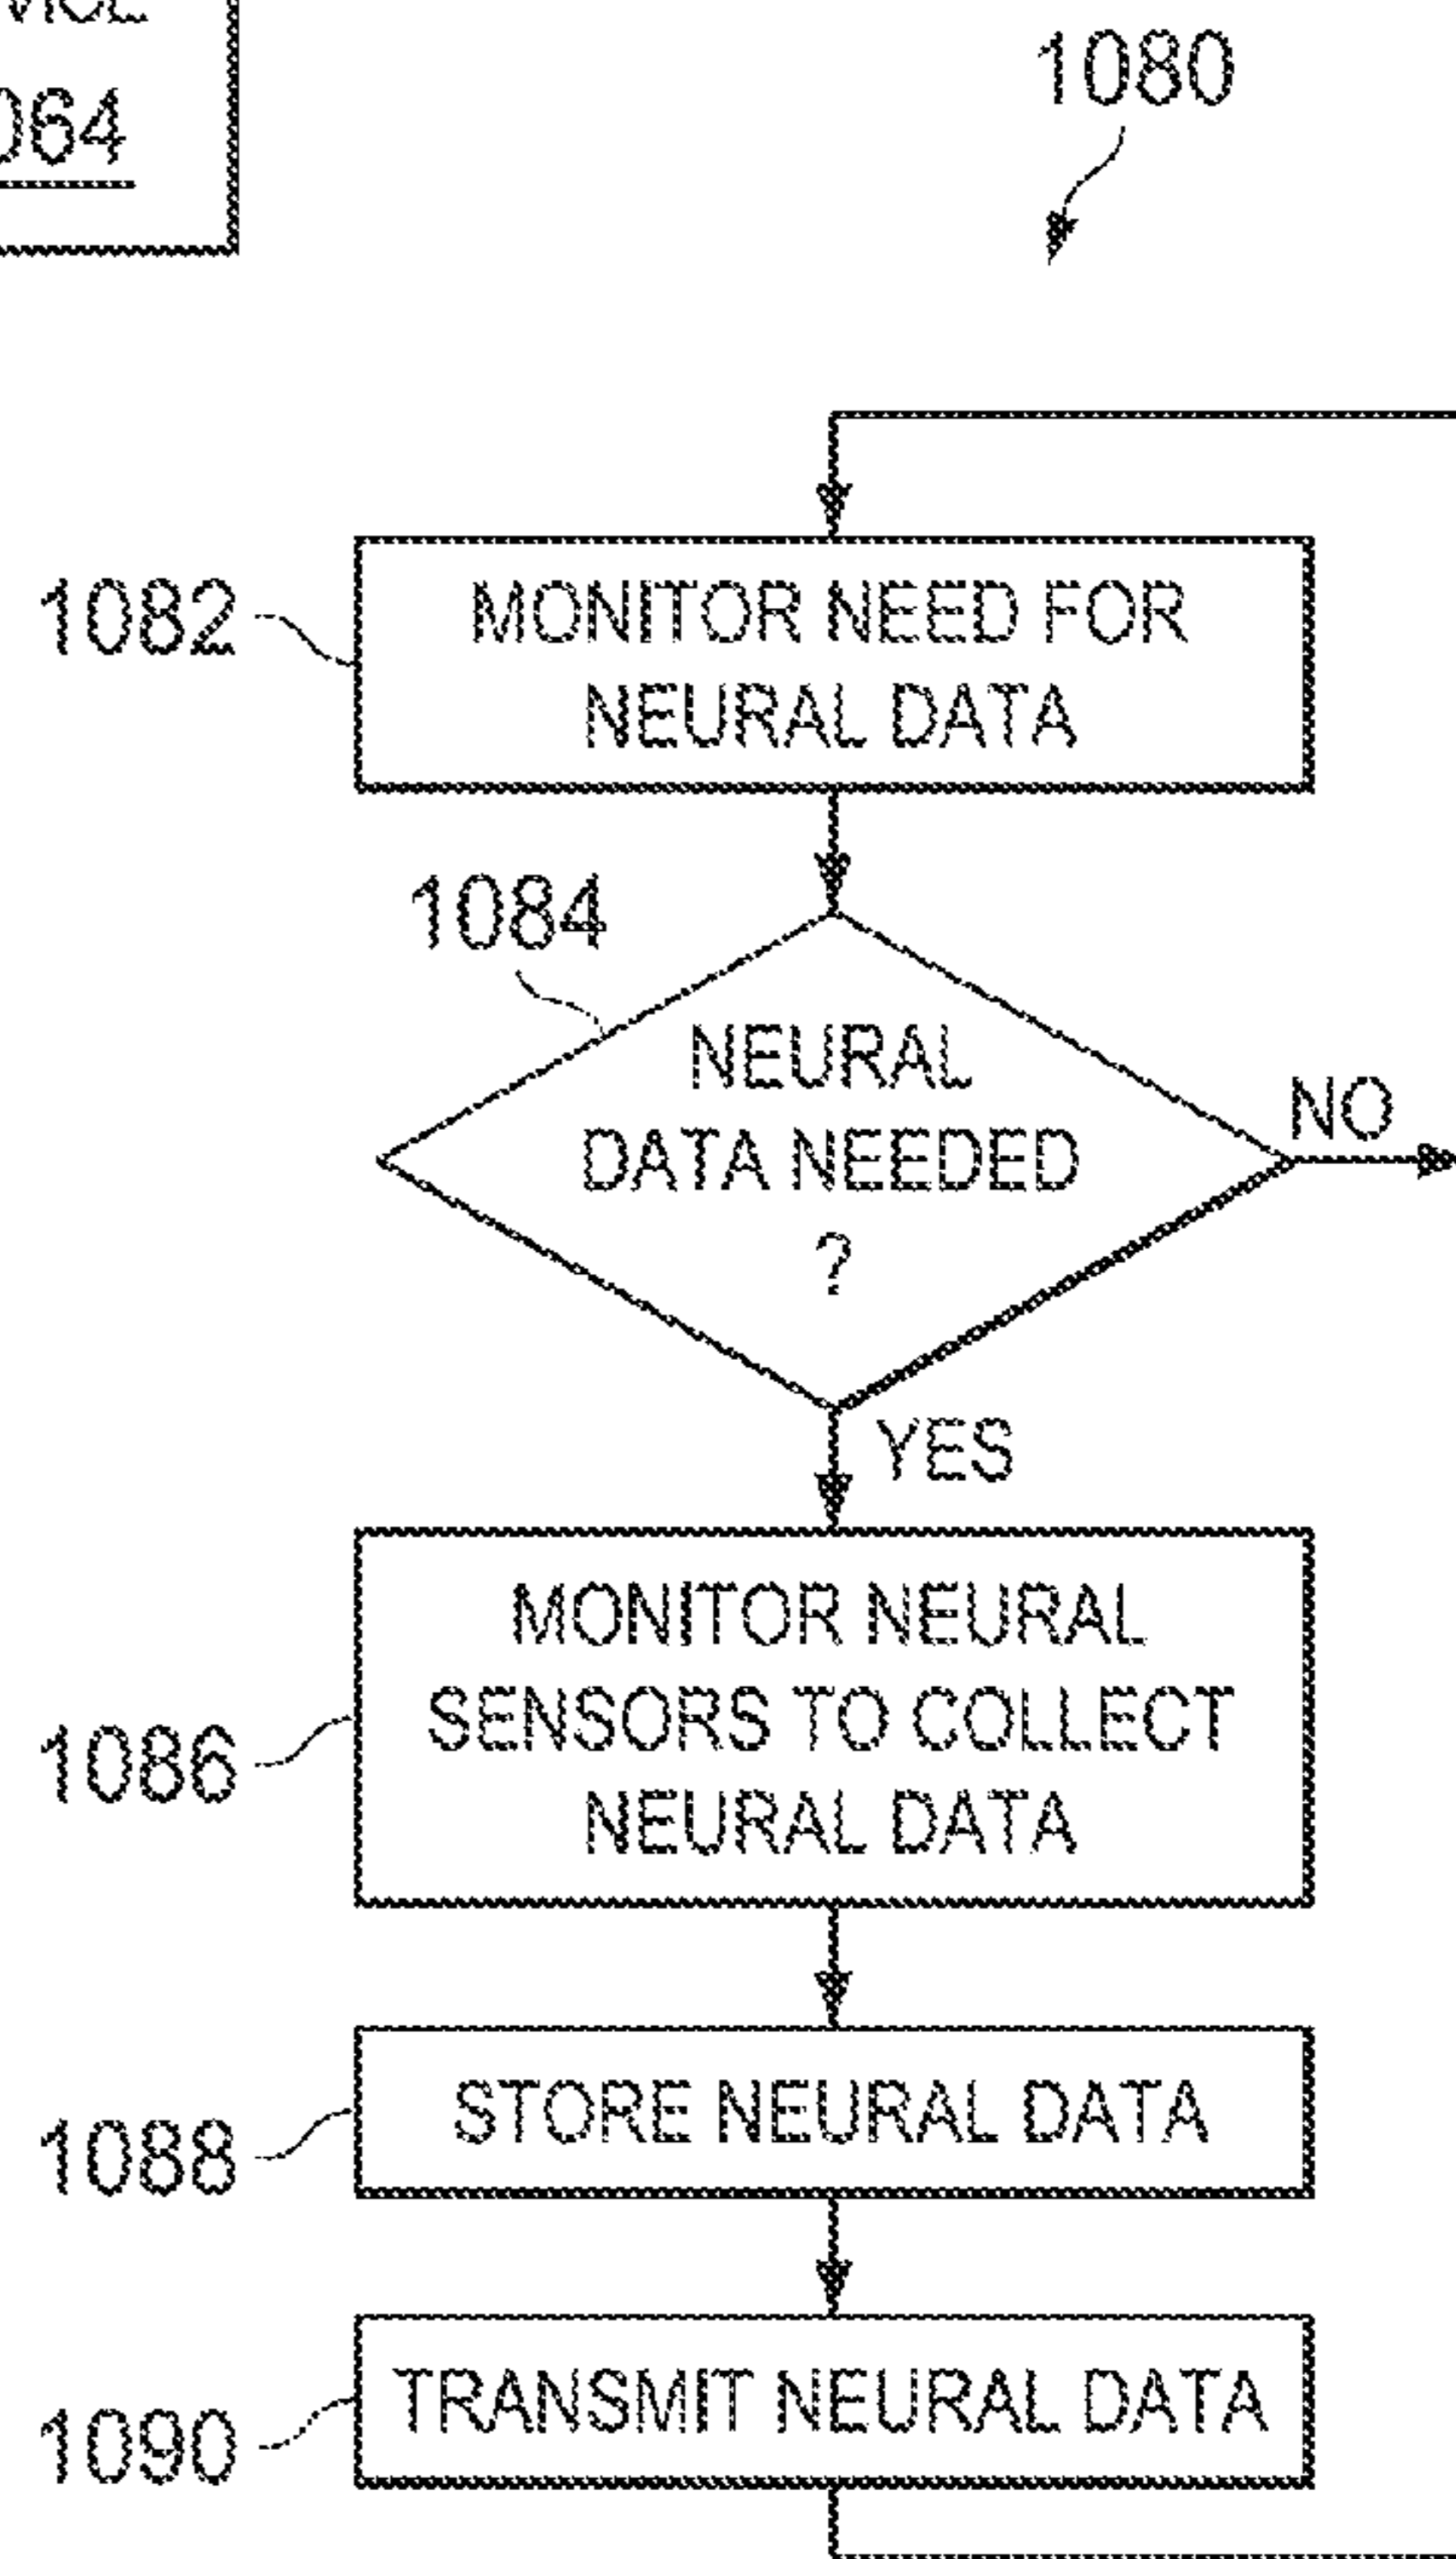 1080
1082
MONITOR NEED FOR
NEURAL DATA
1084
NEURAL
DATA NEEDED
?
NO
YES
MONITOR NEURAL
SENSORS TO COLLECT
NEURAL DATA
1086
STORE NEURAL DATA
1088
TRANSMIT NEURAL DATA
1090